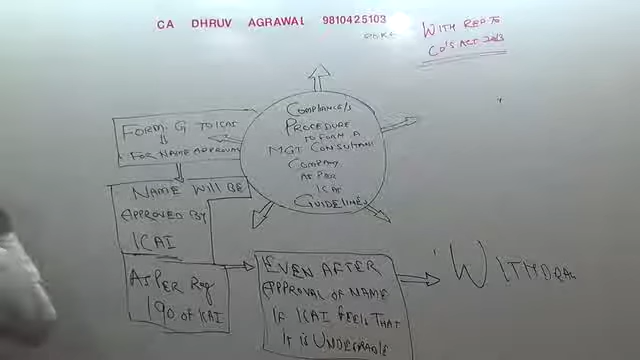 CA DHRUV AGRAWAL 9810425103
WITH REG TO
CO'S ACT 2013
COMPLIANCE/S
PROCEDURE
TO FORM A
MGT CONSULTANT
COMPANY
AS PER
ICAI
GUIDELINES
FORM: G TO ICAI
FOR NAME APPROVAL
NAME WILL BE
APPROVED BY
ICAI
AS PER Reg
190 OF ICAI
EVEN AFTER
APPROVAL OF NAME
IF ICAI FEELS THAT
IT IS UNDESIRABLE
WITHDRAW